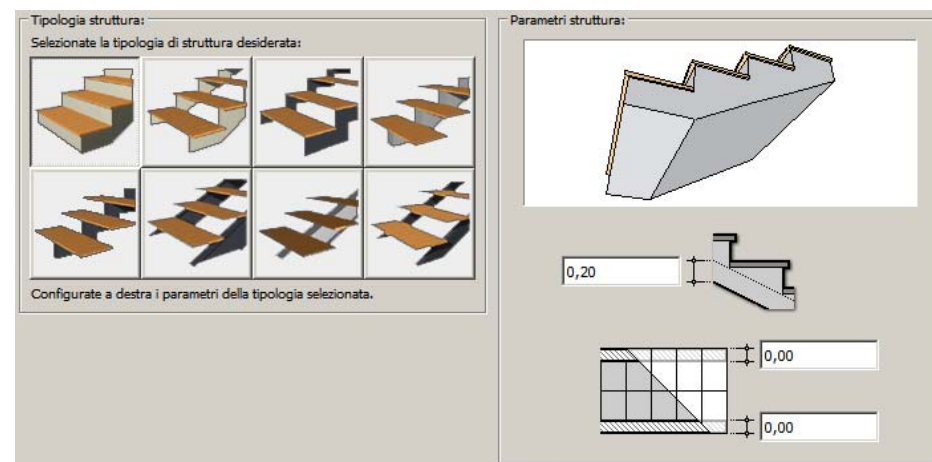 Tipologia struttura:
Selezionate la tipologia di struttura desiderata:
Configurate a destra i parametri della tipologia selezionata.
Parametri struttura:
0,20
0,00
0,00